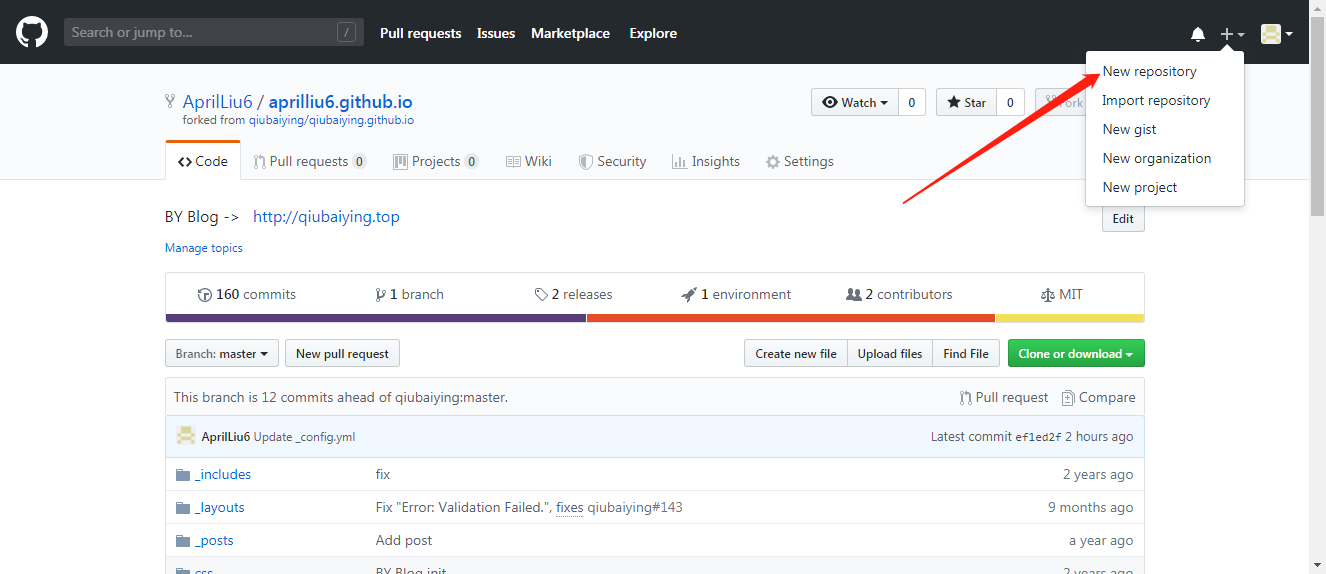 Search or jump to... /
Pull requests Issues Marketplace Explore
New repository
Import repository
New gist
New organization
New project
AprilLiu6 / aprilliu6.github.io
forked from qiubaiying/qiubaiying.github.io
Watch 0 Star 0 Fork
Code Pull requests 0 Projects 0 Wiki Security Insights Settings
BY Blog -> http://qiubaiying.top
Edit
Manage topics
160 commits 1 branch 2 releases 1 environment 2 contributors MIT
Branch: master New pull request Create new file Upload files Find File Clone or download
This branch is 12 commits ahead of qiubaiying:master. Pull request Compare
AprilLiu6 Update _config.yml Latest commit ef1ed2f 2 hours ago
_includes fix 2 years ago
_layouts Fix "Error: Validation Failed.", fixes qiubaiying#143 9 months ago
_posts Add post a year ago
css BY Blog init 2 years ago